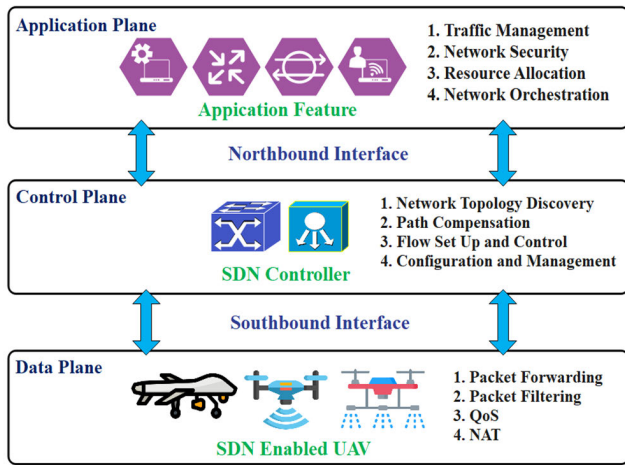 Application Plane
1. Traffic Management
2. Network Security
3. Resource Allocation
4. Network Orchestration
Appication Feature
Northbound Interface
Control Plane
1. Network Topology Discovery
2. Path Compensation
3. Flow Set Up and Control
4. Configuration and Management
SDN Controller
Southbound Interface
Data Plane
1. Packet Forwarding
2. Packet Filtering
3. QoS
4. NAT
SDN Enabled UAV